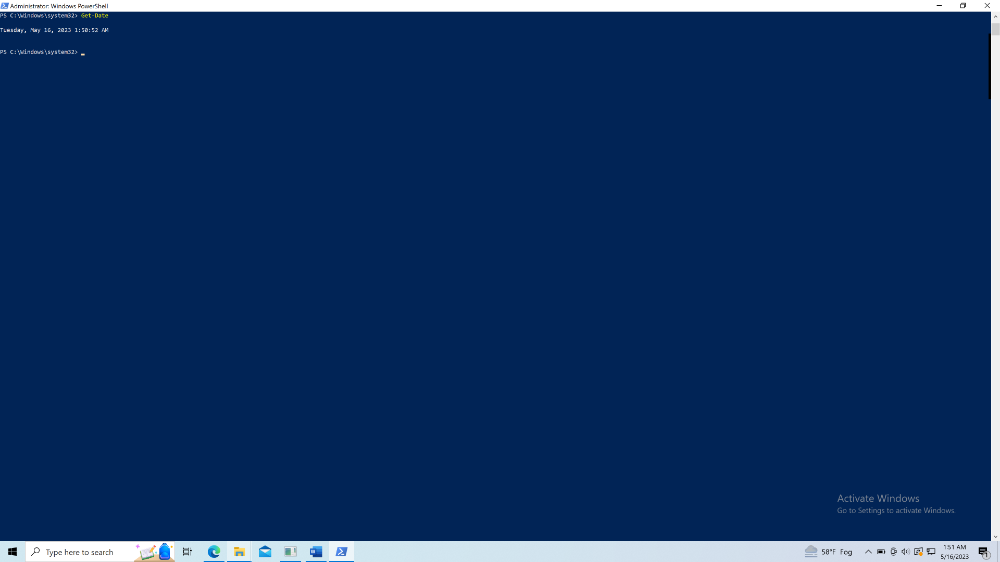 Administrator: Windows PowerShell
PS C:\Windows\system32> Get-Date
Tuesday, May 16, 2023 1:50:52 AM
PS C:\Windows\system32>
Activate Windows
Go to Settings to activate Windows.
Type here to search
58°F Fog
1:51 AM
5/16/2023
1